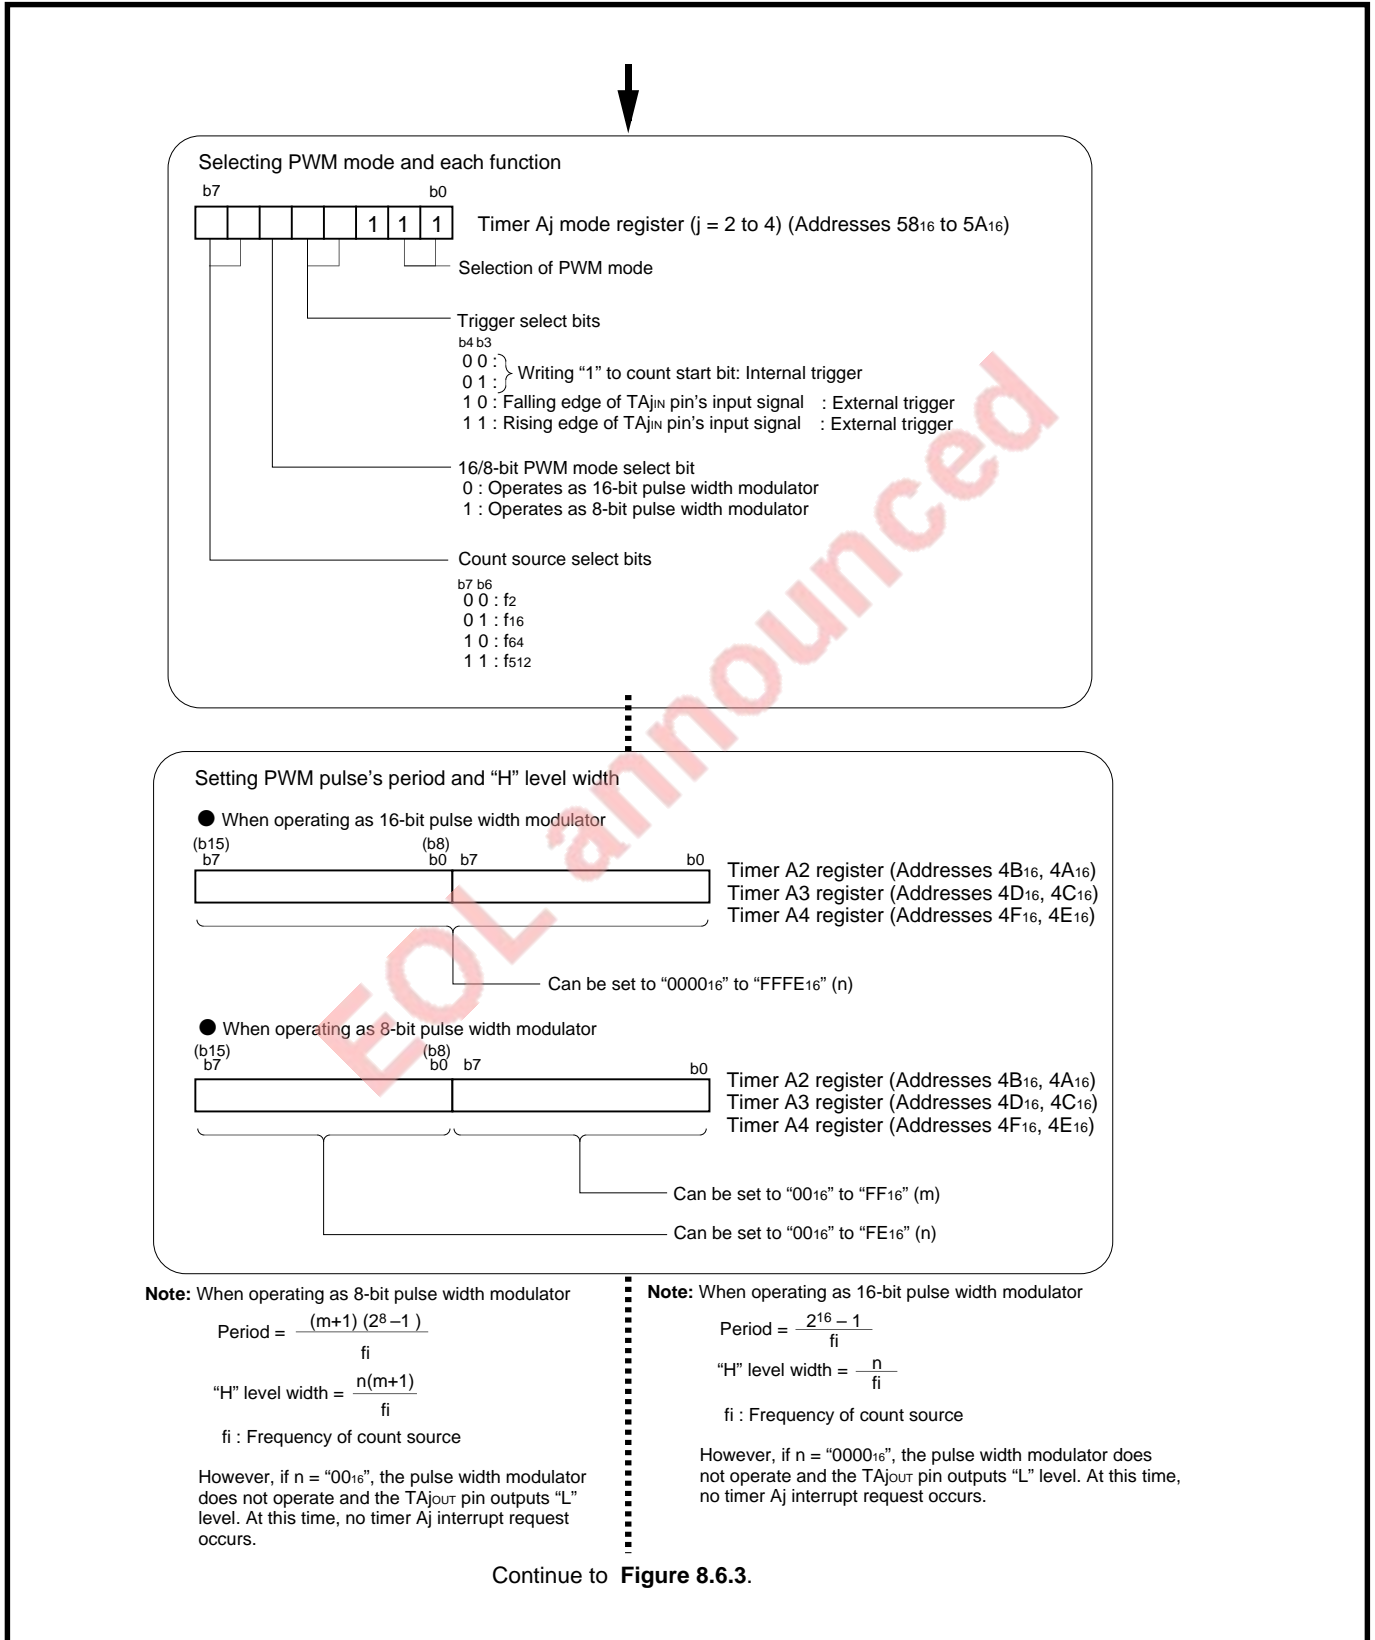 Selecting PWM mode and each function
b7 b0
1 1 1 Timer Aj mode register (j = 2 to 4) (Addresses 5816 to 5A16)
Selection of PWM mode
Trigger select bits
b4 b3
0 0 :
0 1 :
Writing “1” to count start bit: Internal trigger
1 0 : Falling edge of TAjIN pin’s input signal : External trigger
1 1 : Rising edge of TAjIN pin’s input signal : External trigger
16/8-bit PWM mode select bit
0 : Operates as 16-bit pulse width modulator
1 : Operates as 8-bit pulse width modulator
Count source select bits
b7 b6
0 0 : f2
0 1 : f16
1 0 : f64
1 1 : f512
EOL announced
Setting PWM pulse’s period and “H” level width
● When operating as 16-bit pulse width modulator
(b15) (b8)
b7 b0 b7 b0
Timer A2 register (Addresses 4B16, 4A16)
Timer A3 register (Addresses 4D16, 4C16)
Timer A4 register (Addresses 4F16, 4E16)
Can be set to “000016” to “FFFE16” (n)
● When operating as 8-bit pulse width modulator
(b15) (b8)
b7 b0 b7 b0
Timer A2 register (Addresses 4B16, 4A16)
Timer A3 register (Addresses 4D16, 4C16)
Timer A4 register (Addresses 4F16, 4E16)
Can be set to “0016” to “FF16” (m)
Can be set to “0016” to “FE16” (n)
Note: When operating as 8-bit pulse width modulator
Period = (m+1) (2⁸ –1 )
fi
“H” level width = n(m+1)
fi
fi : Frequency of count source
However, if n = “0016”, the pulse width modulator
does not operate and the TAjOUT pin outputs “L”
level. At this time, no timer Aj interrupt request
occurs.
Note: When operating as 16-bit pulse width modulator
Period = 2¹⁶ – 1
fi
“H” level width = n
fi
fi : Frequency of count source
However, if n = “000016”, the pulse width modulator does
not operate and the TAjOUT pin outputs “L” level. At this time,
no timer Aj interrupt request occurs.
Continue to Figure 8.6.3.